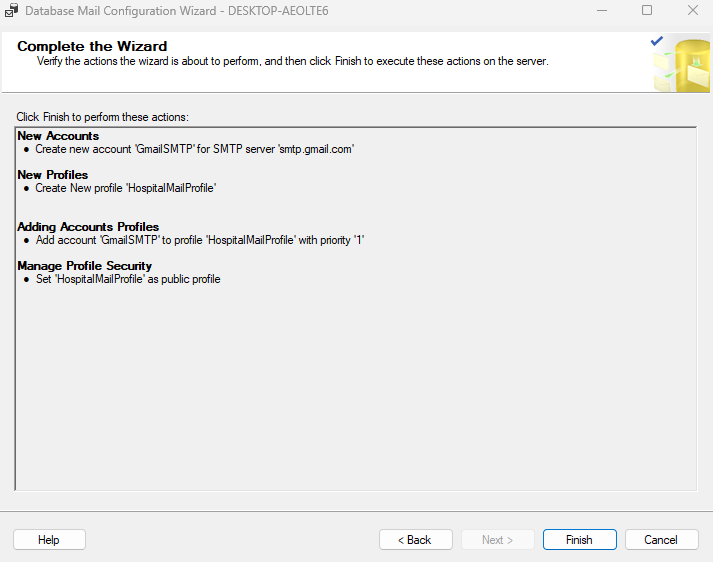 Database Mail Configuration Wizard - DESKTOP-AEOLTE6
Complete the Wizard
Verify the actions the wizard is about to perform, and then click Finish to execute these actions on the server.
Click Finish to perform these actions:
New Accounts
● Create new account 'GmailSMTP' for SMTP server 'smtp.gmail.com'
New Profiles
● Create New profile 'HospitalMailProfile'
Adding Accounts Profiles
● Add account 'GmailSMTP' to profile 'HospitalMailProfile' with priority '1'
Manage Profile Security
● Set 'HospitalMailProfile' as public profile
Help < Back Next > Finish Cancel